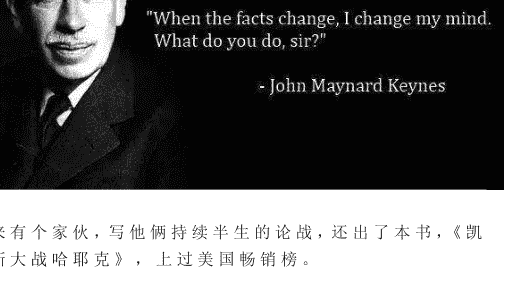 "When the facts change, I change my mind.
What do you do, sir?"
- John Maynard Keynes
有个家伙，写他俩持续半生的论战，还出了本书，《凯
大战哈耶克》，上过美国畅销榜。